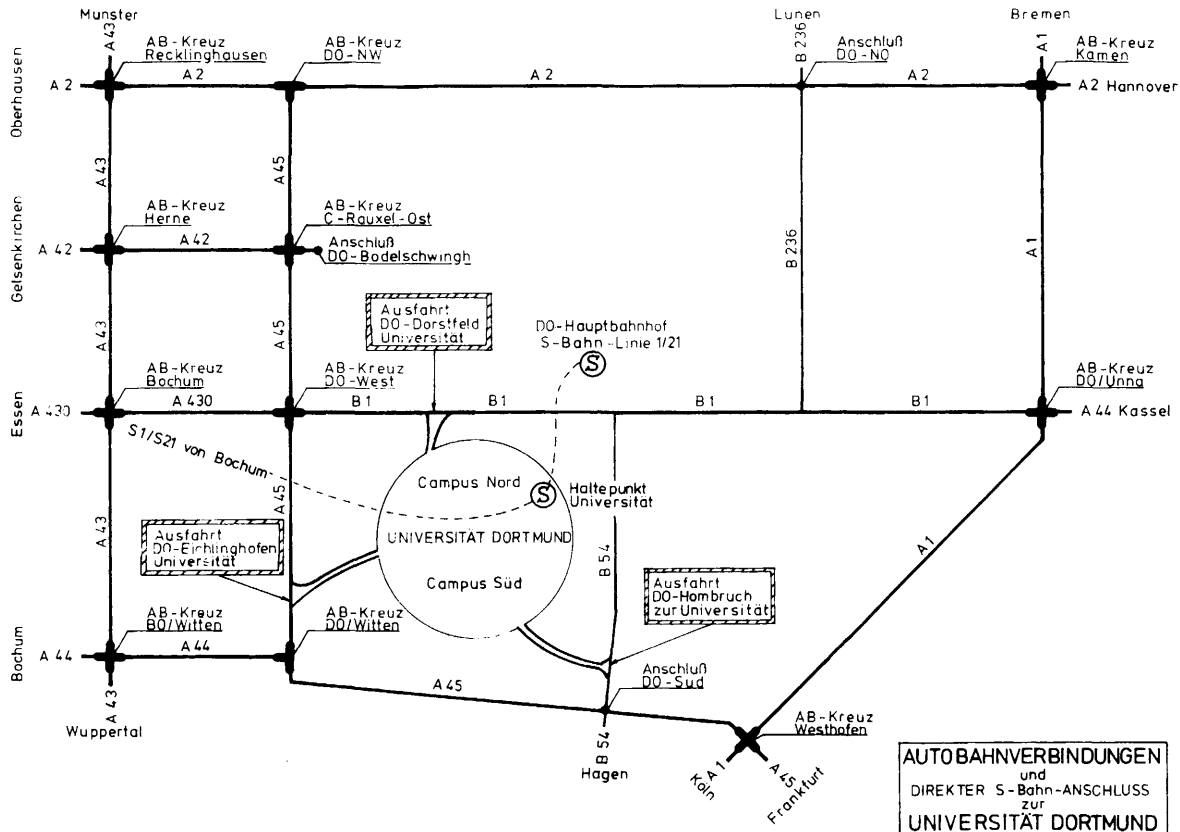 Munster
Lunen
Bremen
A 43
B 236
A 1
AB-Kreuz
Recklinghausen
AB-Kreuz
DO-NW
Anschluß
DO-NO
AB-Kreuz
Kamen
Oberhausen
A 2
A 2
A 2
A 2
A2 Hannover
A 43
A 45
B 236
A 1
AB-Kreuz
Herne
AB-Kreuz
C-Rauxel-Ost
Gelsenkirchen
A 42
A 42
Anschluß
DO-Bodelschwingh
A 43
A 45
Ausfahrt
DO-Dorstfeld
Universität
DO-Hauptbahnhof
S-Bahn-Linie 1/21
S
AB-Kreuz
Bochum
AB-Kreuz
DO-West
AB-Kreuz
DO/Unna
Essen
A 430
A 430
B 1
B 1
B 1
B 1
A 44 Kassel
S1/S21 von Bochum
A 43
A 45
Campus Nord
S
Haltepunkt
Universität
UNIVERSITÄT DORTMUND
Campus Süd
B 54
A 1
Ausfahrt
DO-Eichlinghofen
Universität
Ausfahrt
DO-Hombruch
zur Universität
AB-Kreuz
BO/Witten
AB-Kreuz
DO/Witten
Bochum
A 44
A 44
A 43
Wuppertal
A 45
Anschluß
DO-Sud
B 54
Hagen
AB-Kreuz
Westhofen
A 1
Köln
A 45
Frankfurt
AUTOBAHNVERBINDUNGEN
und
DIREKTER S-Bahn-ANSCHLUSS
zur
UNIVERSITÄT DORTMUND